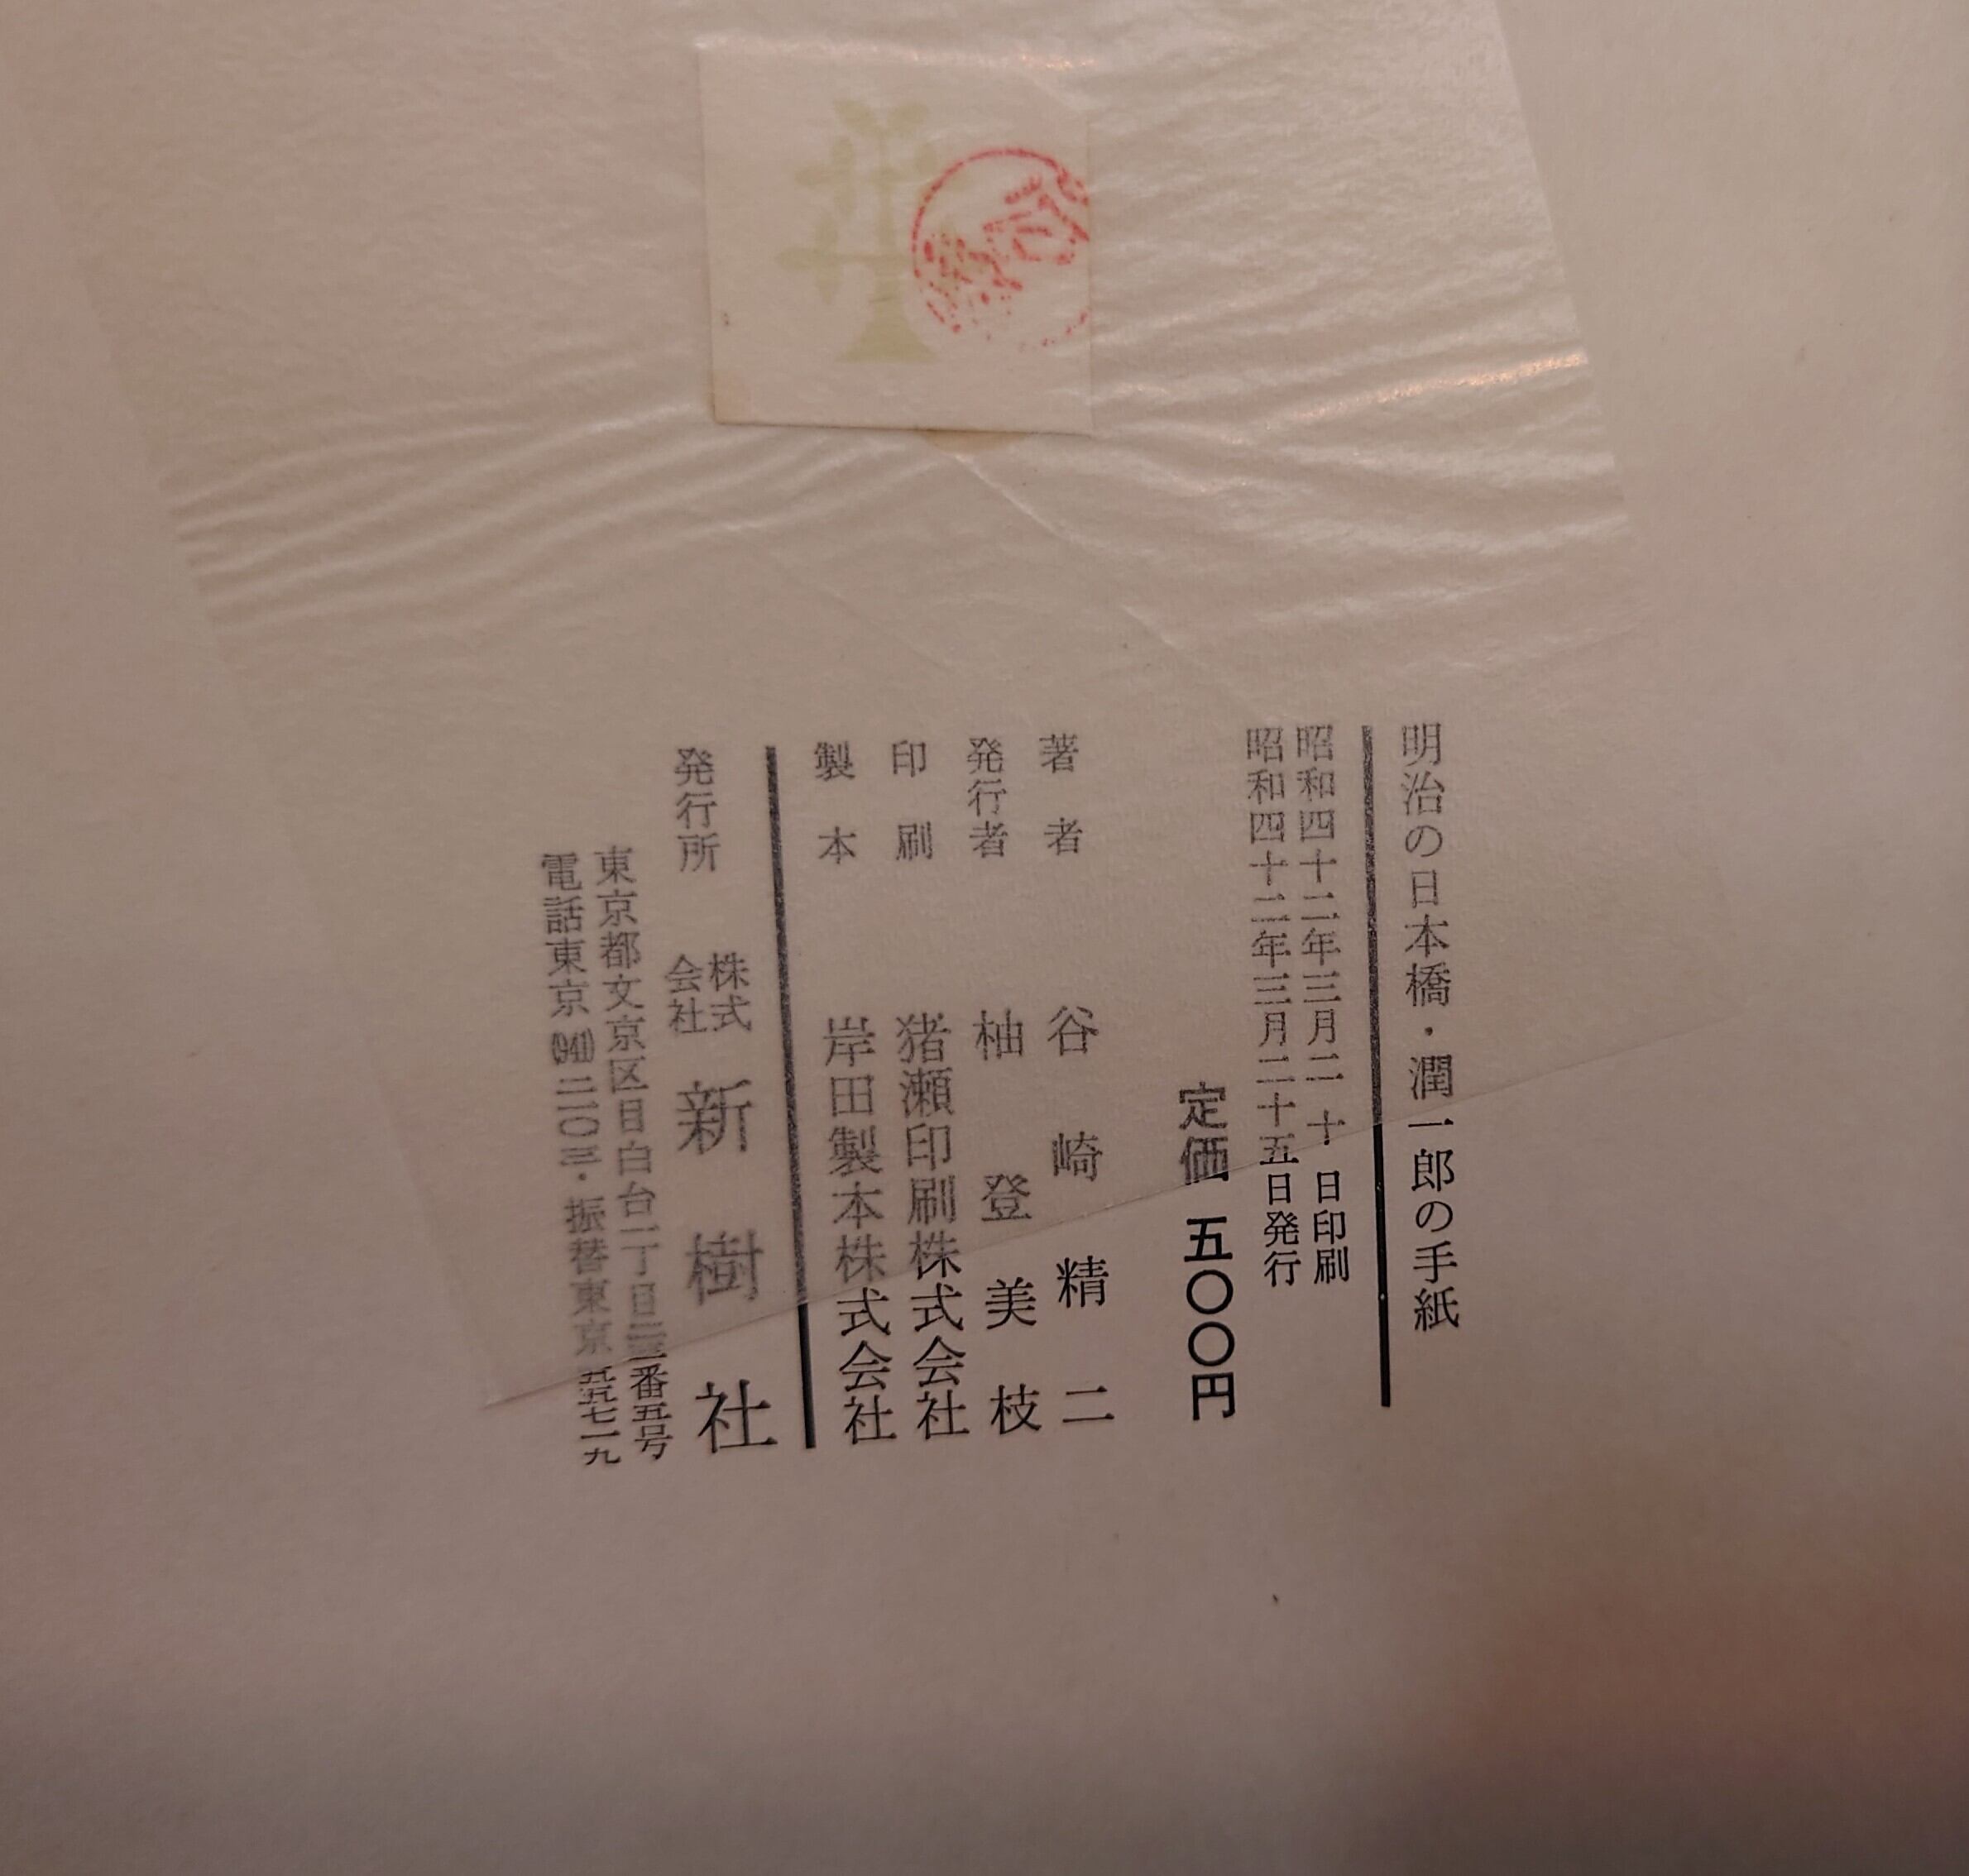 明治の日本橋・潤一郎の手紙
昭和四十二年三月二十日印刷
昭和四十二年三月二十五日発行
定価 五〇〇円
著者 谷崎精二
発行者 柚登美枝
印刷 猪瀬印刷株式会社
製本 岸田製本株式会社
発行所 株式会社 新樹社
東京都文京区目白台一丁目二番五号
電話東京(941)二一〇三・振替東京